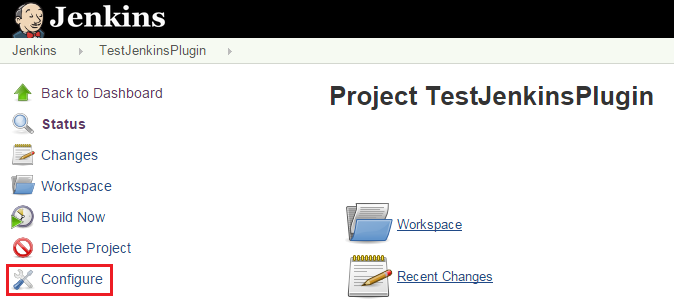 Jenkins
Jenkins TestJenkinsPlugin
Back to Dashboard
Status
Changes
Workspace
Build Now
Delete Project
Configure
Project TestJenkinsPlugin
Workspace
Recent Changes